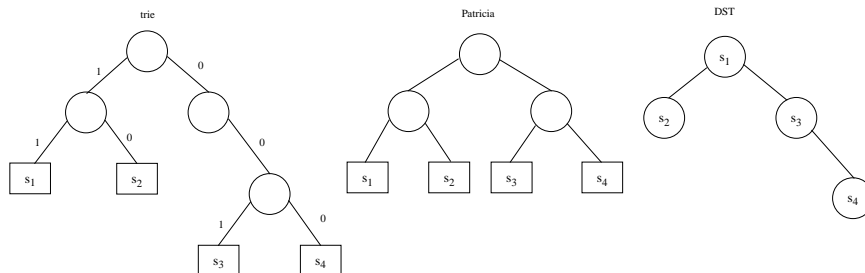 trie Patricia DST
1 0
s1
1 0 0
s2 s3
s1 s2 s1 s2 s3 s4
s4
1 0
s3 s4